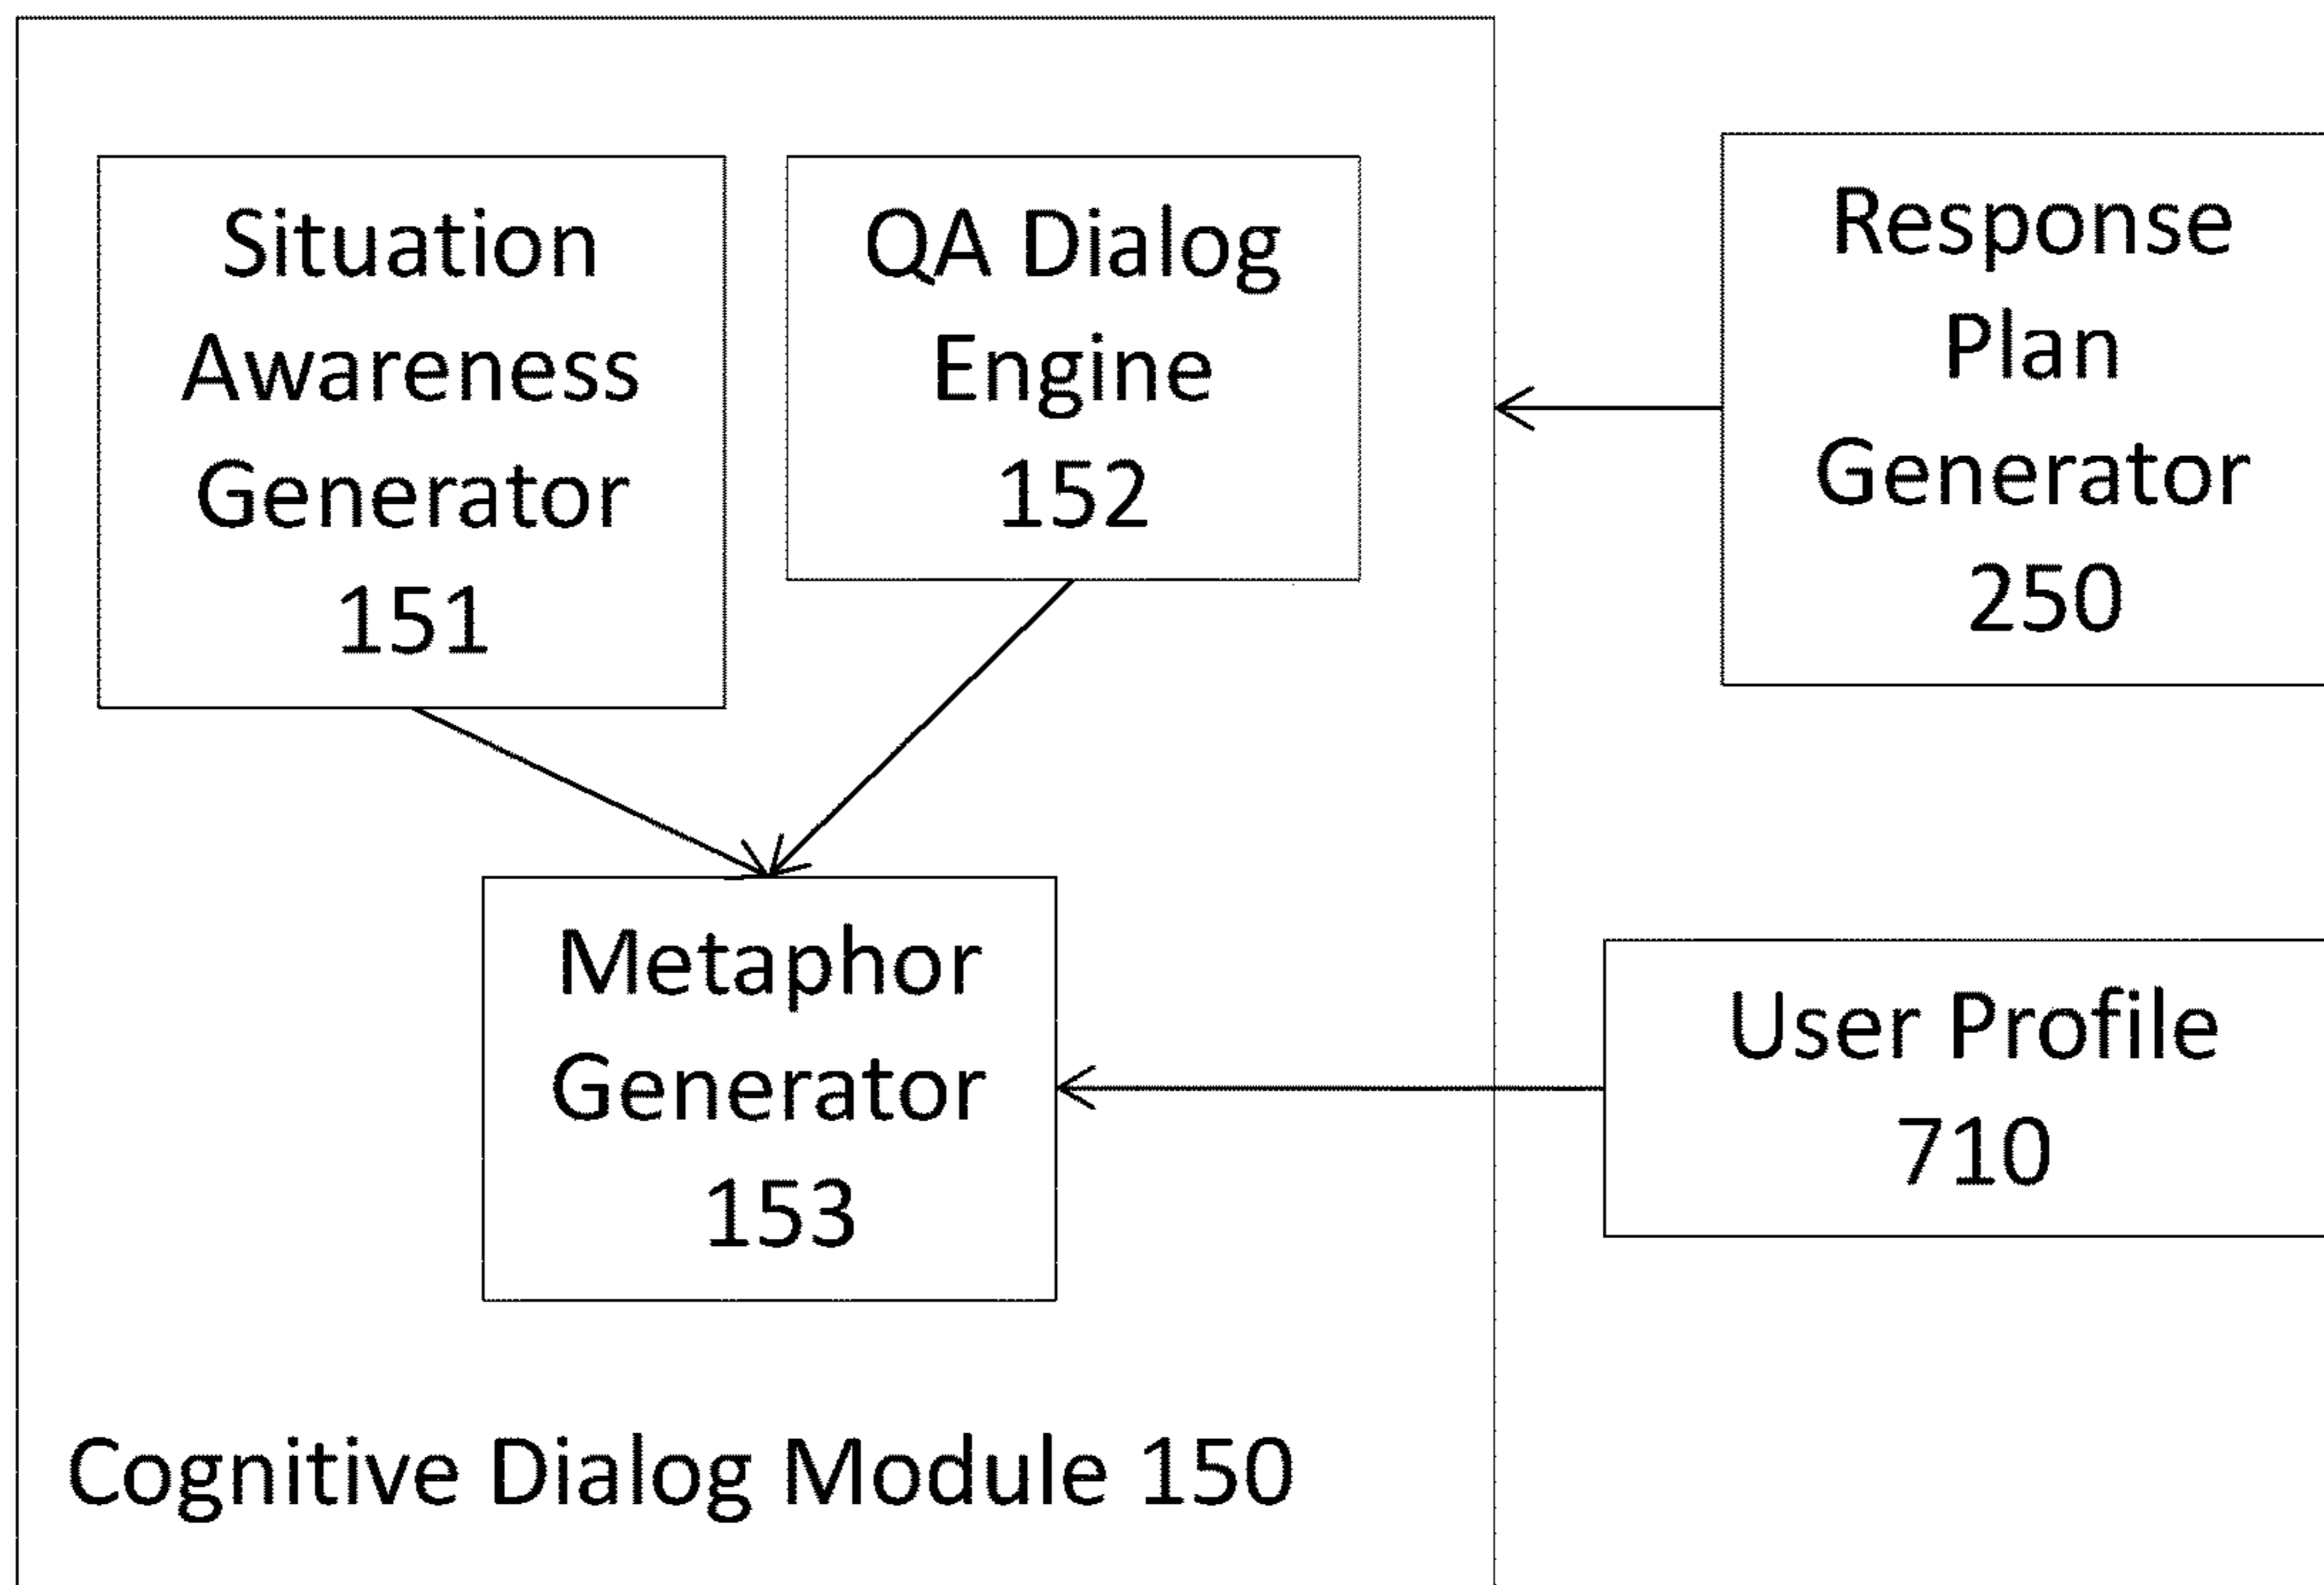 Situation
Awareness
Generator
151
QA Dialog
Engine
152
Response
Plan
Generator
250
Metaphor
Generator
153
User Profile
710
Cognitive Dialog Module 150